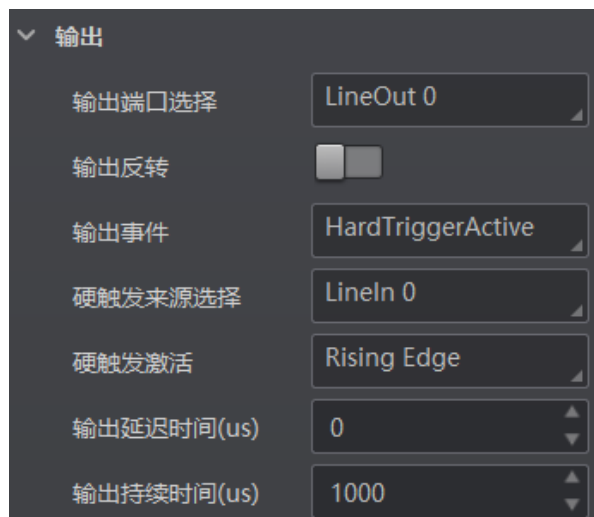 输出
输出端口选择 LineOut 0
输出反转
输出事件 HardTriggerActive
硬触发来源选择 LineIn 0
硬触发激活 Rising Edge
输出延迟时间(us) 0
输出持续时间(us) 1000